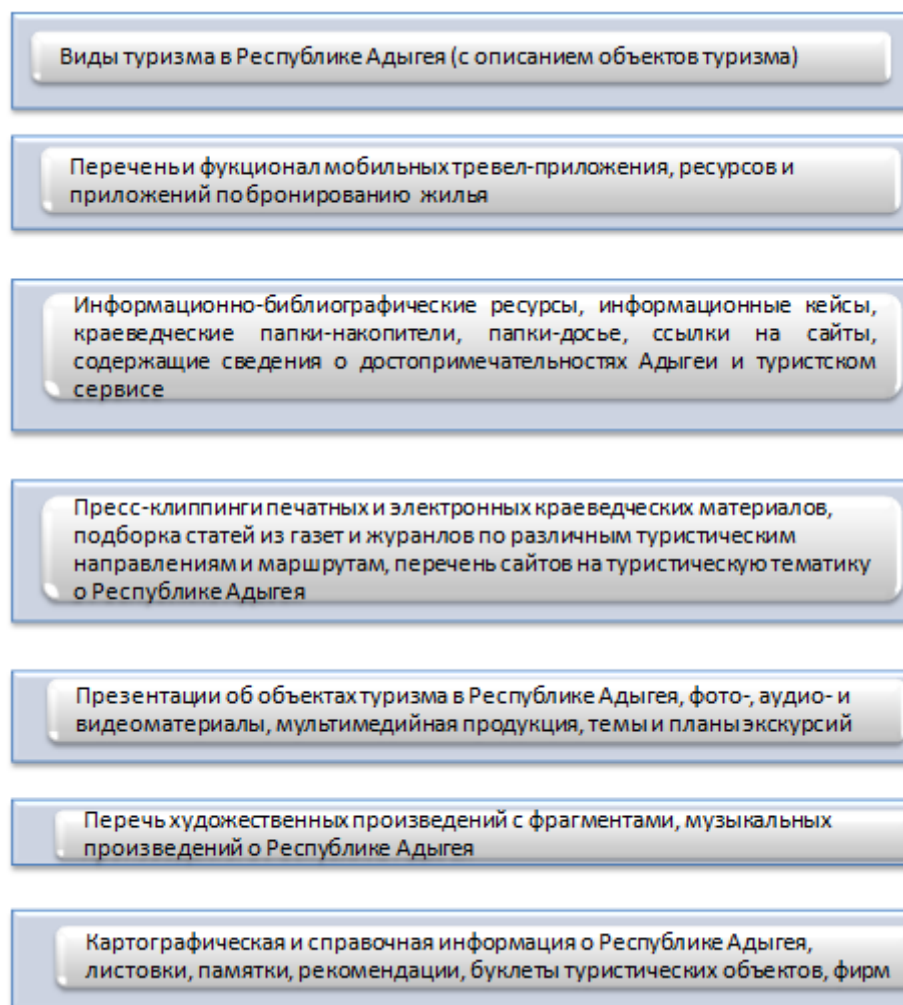 Виды туризма в Республике Адыгея (с описанием объектов туризма)
Перечень и фукционал мобильных тревел-приложения, ресурсов и
приложений по бронированию жилья
Информационно-библиографические ресурсы, информационные кейсы,
краеведческие папки-накопители, папки-досье, ссылки на сайты,
содержащие сведения о достопримечательностях Адыгеи и туристском
сервисе
Пресс-клиппинги печатных и электронных краеведческих материалов,
подборка статей из газет и журанлов по различным туристическим
направлениям и маршрутам, перечень сайтов на туристическую тематику
о Республике Адыгея
Презентации об объектах туризма в Республике Адыгея, фото-, аудио- и
видеоматериалы, мультимедийная продукция, темы и планы экскурсий
Перечь художественных произведений с фрагментами, музыкальных
произведений о Республике Адыгея
Картографическая и справочная информация о Республике Адыгея,
листовки, памятки, рекомендации, буклеты туристических объектов, фирм